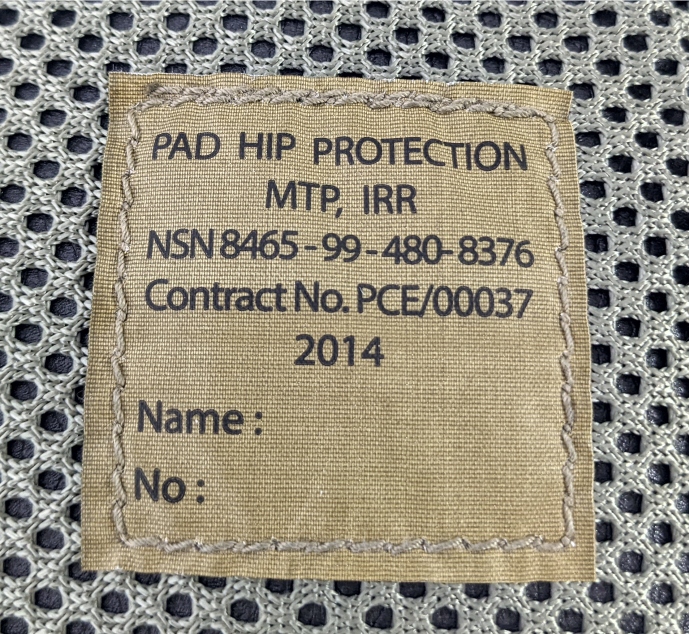 PAD HIP PROTECTION
MTP, IRR
NSN 8465-99-480-8376
Contract No. PCE/00037
2014
Name :
No :